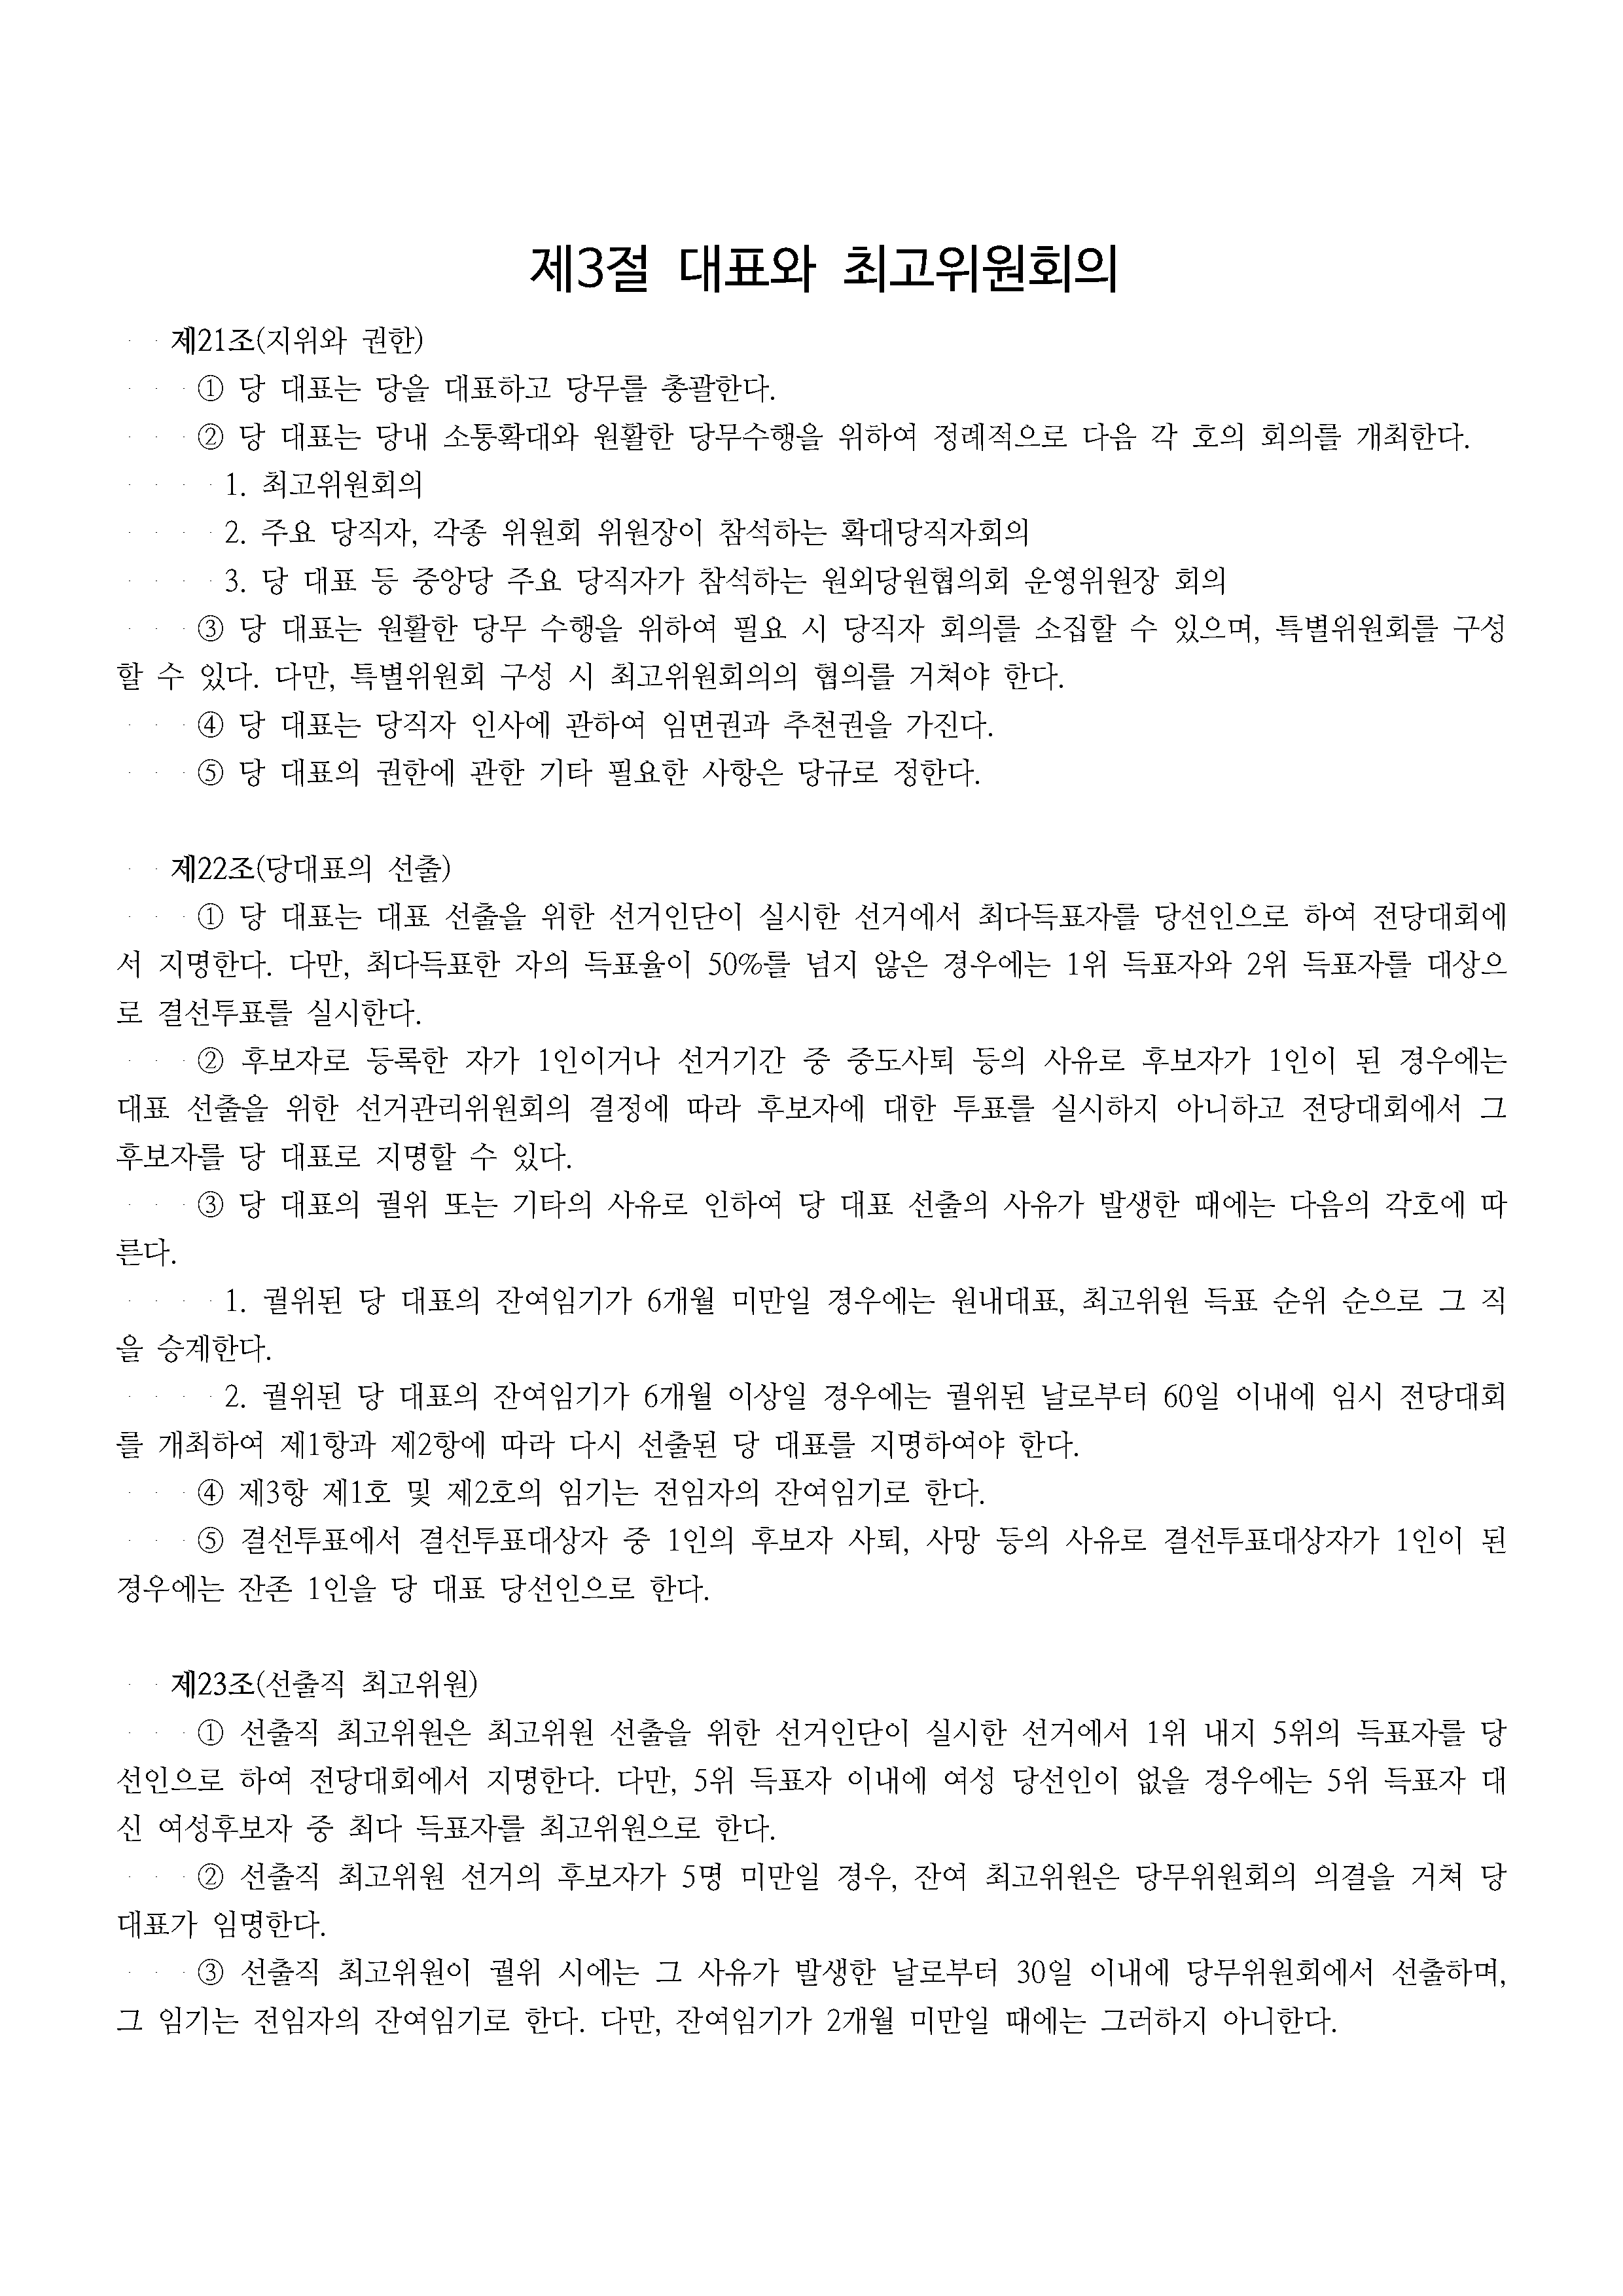 제3절 대표와 최고위원회의
제21조(지위와 권한)
① 당 대표는 당을 대표하고 당무를 총괄한다.
② 당 대표는 당내 소통확대와 원활한 당무수행을 위하여 정례적으로 다음 각 호의 회의를 개최한다.
1. 최고위원회의
2. 주요 당직자, 각종 위원회 위원장이 참석하는 확대당직자회의
3. 당 대표 등 중앙당 주요 당직자가 참석하는 원외당원협의회 운영위원장 회의
③ 당 대표는 원활한 당무 수행을 위하여 필요 시 당직자 회의를 소집할 수 있으며, 특별위원회를 구성
할 수 있다. 다만, 특별위원회 구성 시 최고위원회의의 협의를 거쳐야 한다.
④ 당 대표는 당직자 인사에 관하여 임면권과 추천권을 가진다.
⑤ 당 대표의 권한에 관한 기타 필요한 사항은 당규로 정한다.
제22조(당대표의 선출)
① 당 대표는 대표 선출을 위한 선거인단이 실시한 선거에서 최다득표자를 당선인으로 하여 전당대회에
서 지명한다. 다만, 최다득표한 자의 득표율이 50%를 넘지 않은 경우에는 1위 득표자와 2위 득표자를 대상으
로 결선투표를 실시한다.
② 후보자로 등록한 자가 1인이거나 선거기간 중 중도사퇴 등의 사유로 후보자가 1인이 된 경우에는
대표 선출을 위한 선거관리위원회의 결정에 따라 후보자에 대한 투표를 실시하지 아니하고 전당대회에서 그
후보자를 당 대표로 지명할 수 있다.
③ 당 대표의 궐위 또는 기타의 사유로 인하여 당 대표 선출의 사유가 발생한 때에는 다음의 각호에 따
른다.
1. 궐위된 당 대표의 잔여임기가 6개월 미만일 경우에는 원내대표, 최고위원 득표 순위 순으로 그 직
을 승계한다.
2. 궐위된 당 대표의 잔여임기가 6개월 이상일 경우에는 궐위된 날로부터 60일 이내에 임시 전당대회
를 개최하여 제1항과 제2항에 따라 다시 선출된 당 대표를 지명하여야 한다.
④ 제3항 제1호 및 제2호의 임기는 전임자의 잔여임기로 한다.
⑤ 결선투표에서 결선투표대상자 중 1인의 후보자 사퇴, 사망 등의 사유로 결선투표대상자가 1인이 된
경우에는 잔존 1인을 당 대표 당선인으로 한다.
제23조(선출직 최고위원)
① 선출직 최고위원은 최고위원 선출을 위한 선거인단이 실시한 선거에서 1위 내지 5위의 득표자를 당
선인으로 하여 전당대회에서 지명한다. 다만, 5위 득표자 이내에 여성 당선인이 없을 경우에는 5위 득표자 대
신 여성후보자 중 최다 득표자를 최고위원으로 한다.
② 선출직 최고위원 선거의 후보자가 5명 미만일 경우, 잔여 최고위원은 당무위원회의 의결을 거쳐 당
대표가 임명한다.
③ 선출직 최고위원이 궐위 시에는 그 사유가 발생한 날로부터 30일 이내에 당무위원회에서 선출하며,
그 임기는 전임자의 잔여임기로 한다. 다만, 잔여임기가 2개월 미만일 때에는 그러하지 아니한다.